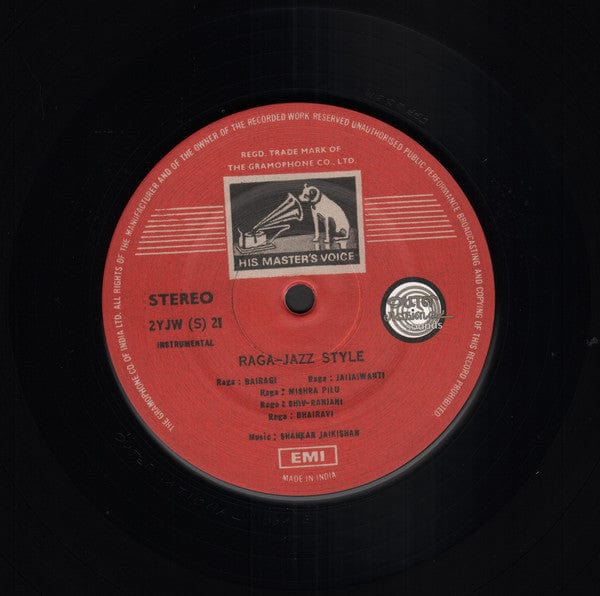 THE GRAMOPHONE CO. OF INDIA LTD. ALL RIGHTS OF THE MANUFACTURER AND OF THE OWNER OF THE RECORDED WORK RESERVED UNAUTHORISED PUBLIC PERFORMANCE BROADCASTING AND COPYING OF THIS RECORD PROHIBITED
REGD. TRADE MARK OF
THE GRAMOPHONE CO., LTD.
HIS MASTER'S VOICE
STEREO
2YJW (S) 2
INSTRUMENTAL
sounds
RAGA-JAZZ STYLE
Raga : BAIRAGI Raga : JAIJAIWANTI
Raga : MISHRA PILU
Raga : SHIV-RANJANI
Raga : BHAIRAVI
Music : SHANKAR JAIKISHAN
EMI
MADE IN INDIA